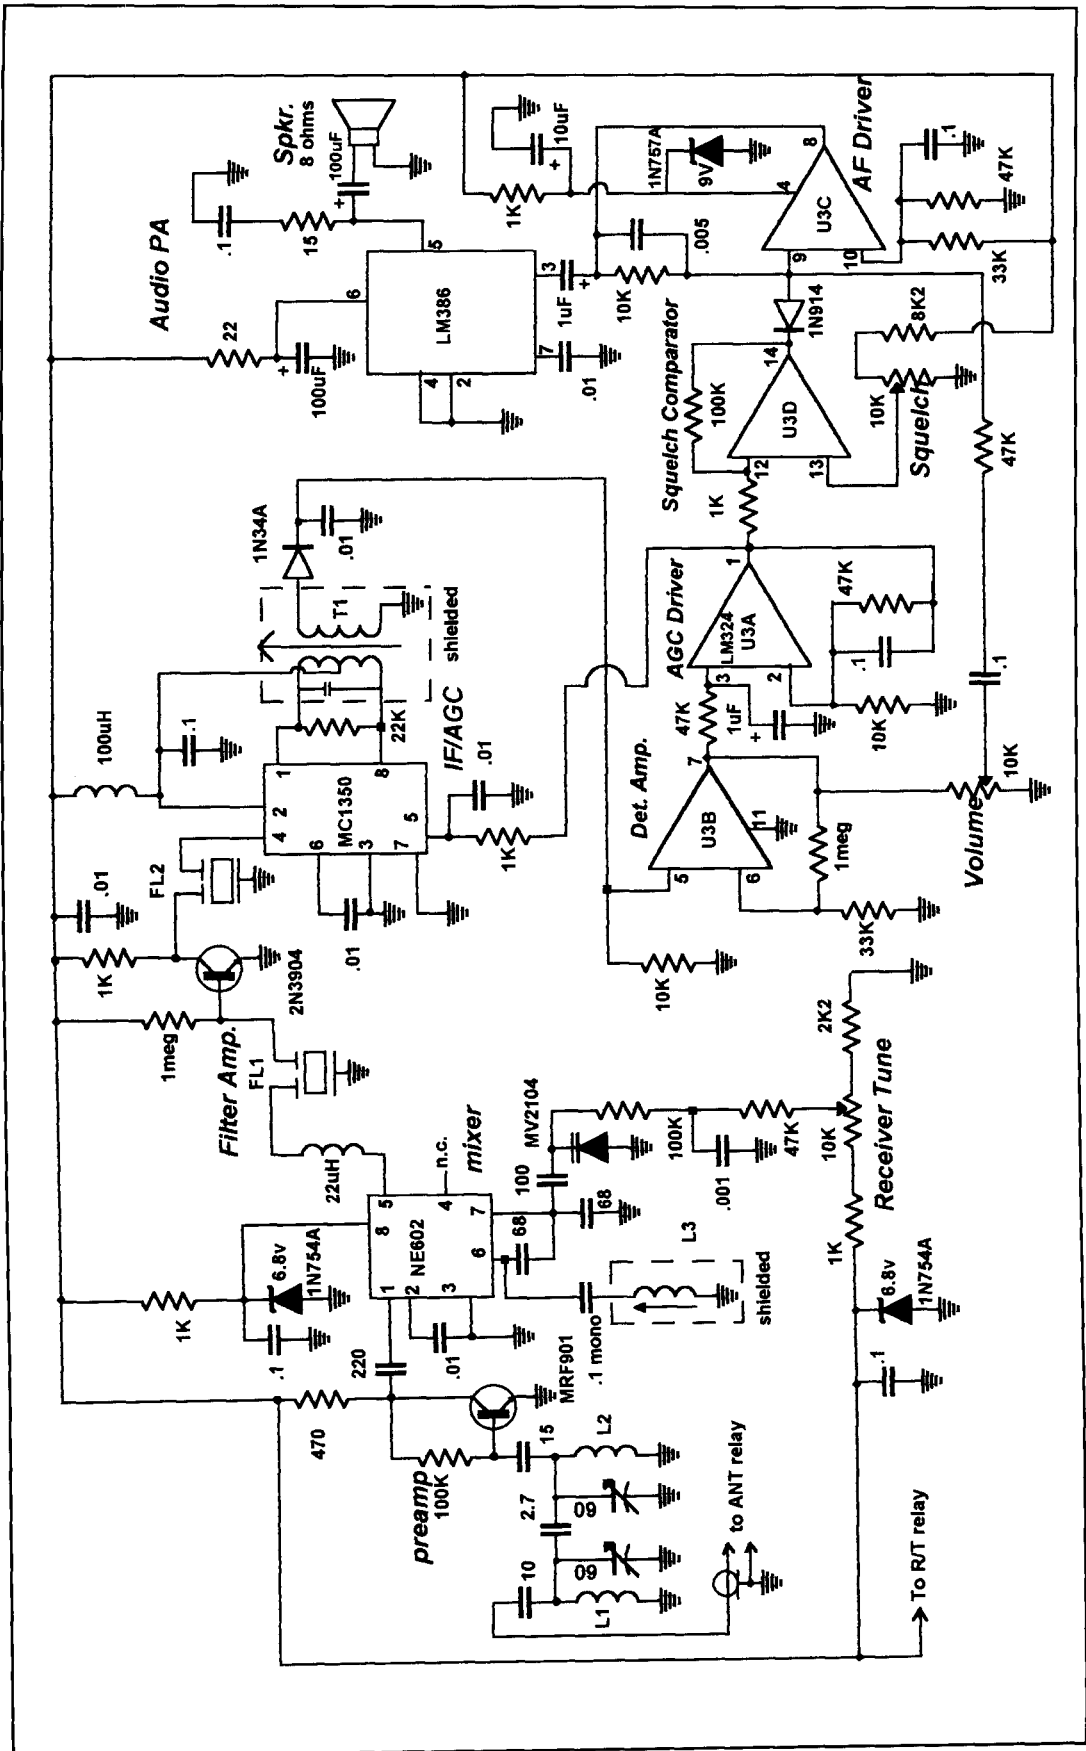 Audio PA
Spkr.
8 ohms
.1
15
100uF
+
22
+
100uF
6
5
LM386
4
2
7
3
.01
1uF
+
1K
+
10uF
1N757A
9V
10K
.005
4
8
U3C
9
10
AF Driver
.1
47K
33K
1N914
Squelch Comparator
100K
14
U3D
12
13
1K
8K2
10K
Squelch
47K
.1
100uH
.1
1N34A
.01
T1
shielded
22K
1
8
2
4
MC1350
6
3
7
5
IF/AGC
.01
1K
.01
FL2
.01
1K
2N3904
1meg
Filter Amp.
FL1
AGC Driver
1
LM324
U3A
3
2
47K
1uF
+
47K
.1
10K
Det. Amp.
7
U3B
11
5
6
1meg
33K
10K
10K
Volume
22uH
mixer
n.c.
5
4
8
7
NE602
6
1
2
3
1K
6.8v
1N754A
.1
220
.01
68
68
100
MV2104
100K
.001
47K
10K
2K2
Receiver Tune
1K
6.8v
1N754A
.1
L3
shielded
.1 mono
MRF901
470
preamp
100K
15
L2
2.7
60
60
10
L1
to ANT relay
To R/T relay